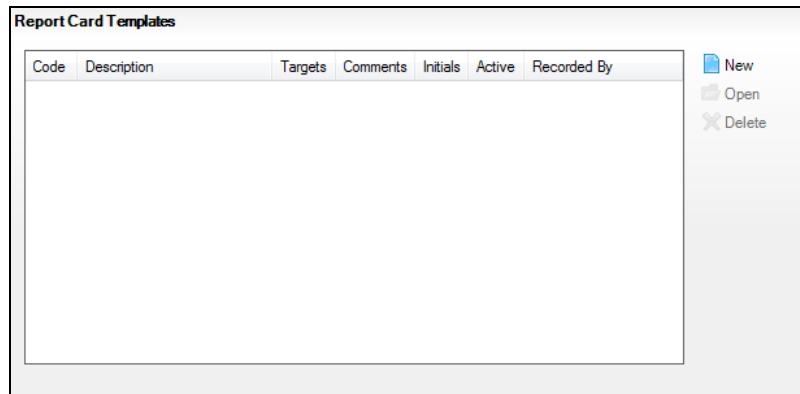 Report Card Templates
Code Description Targets Comments Initials Active Recorded By
New
Open
Delete